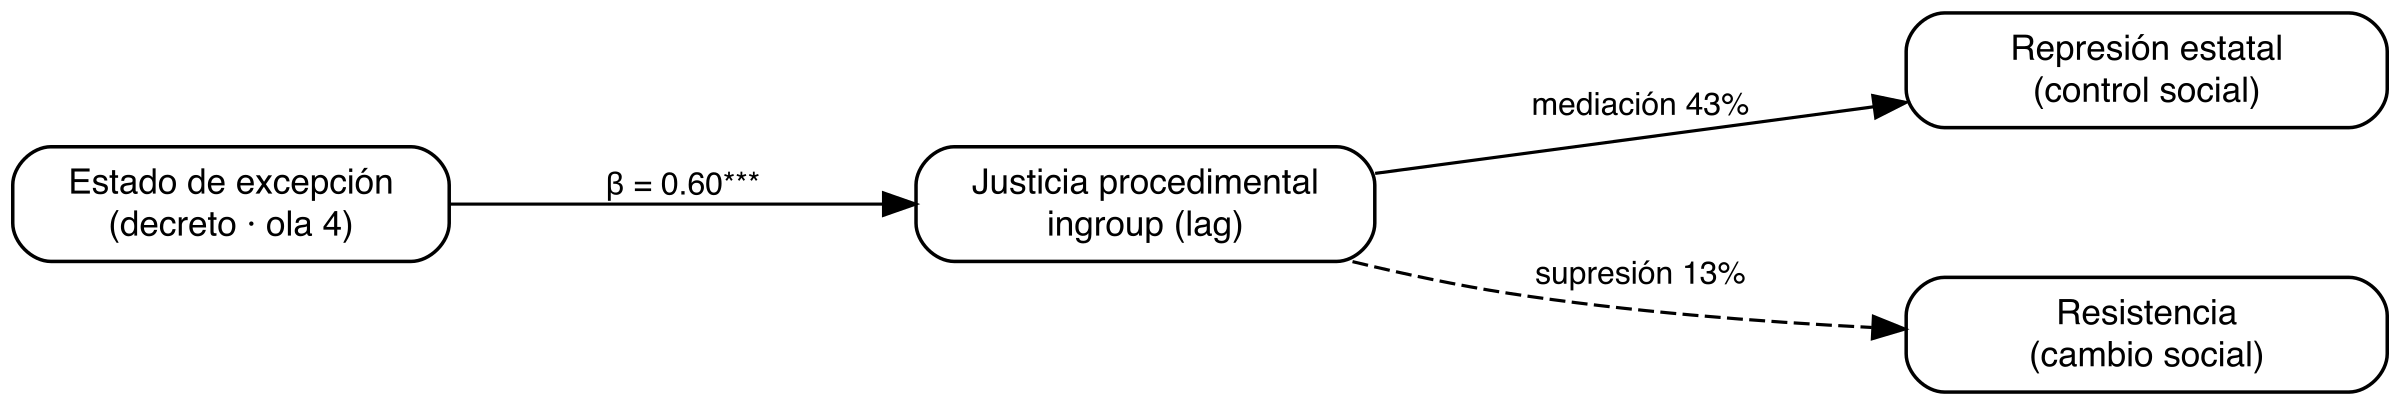 Estado de excepción
(decreto · ola 4)
β = 0.60***
Justicia procedimental
ingroup (lag)
mediación 43%
Represión estatal
(control social)
supresión 13%
Resistencia
(cambio social)